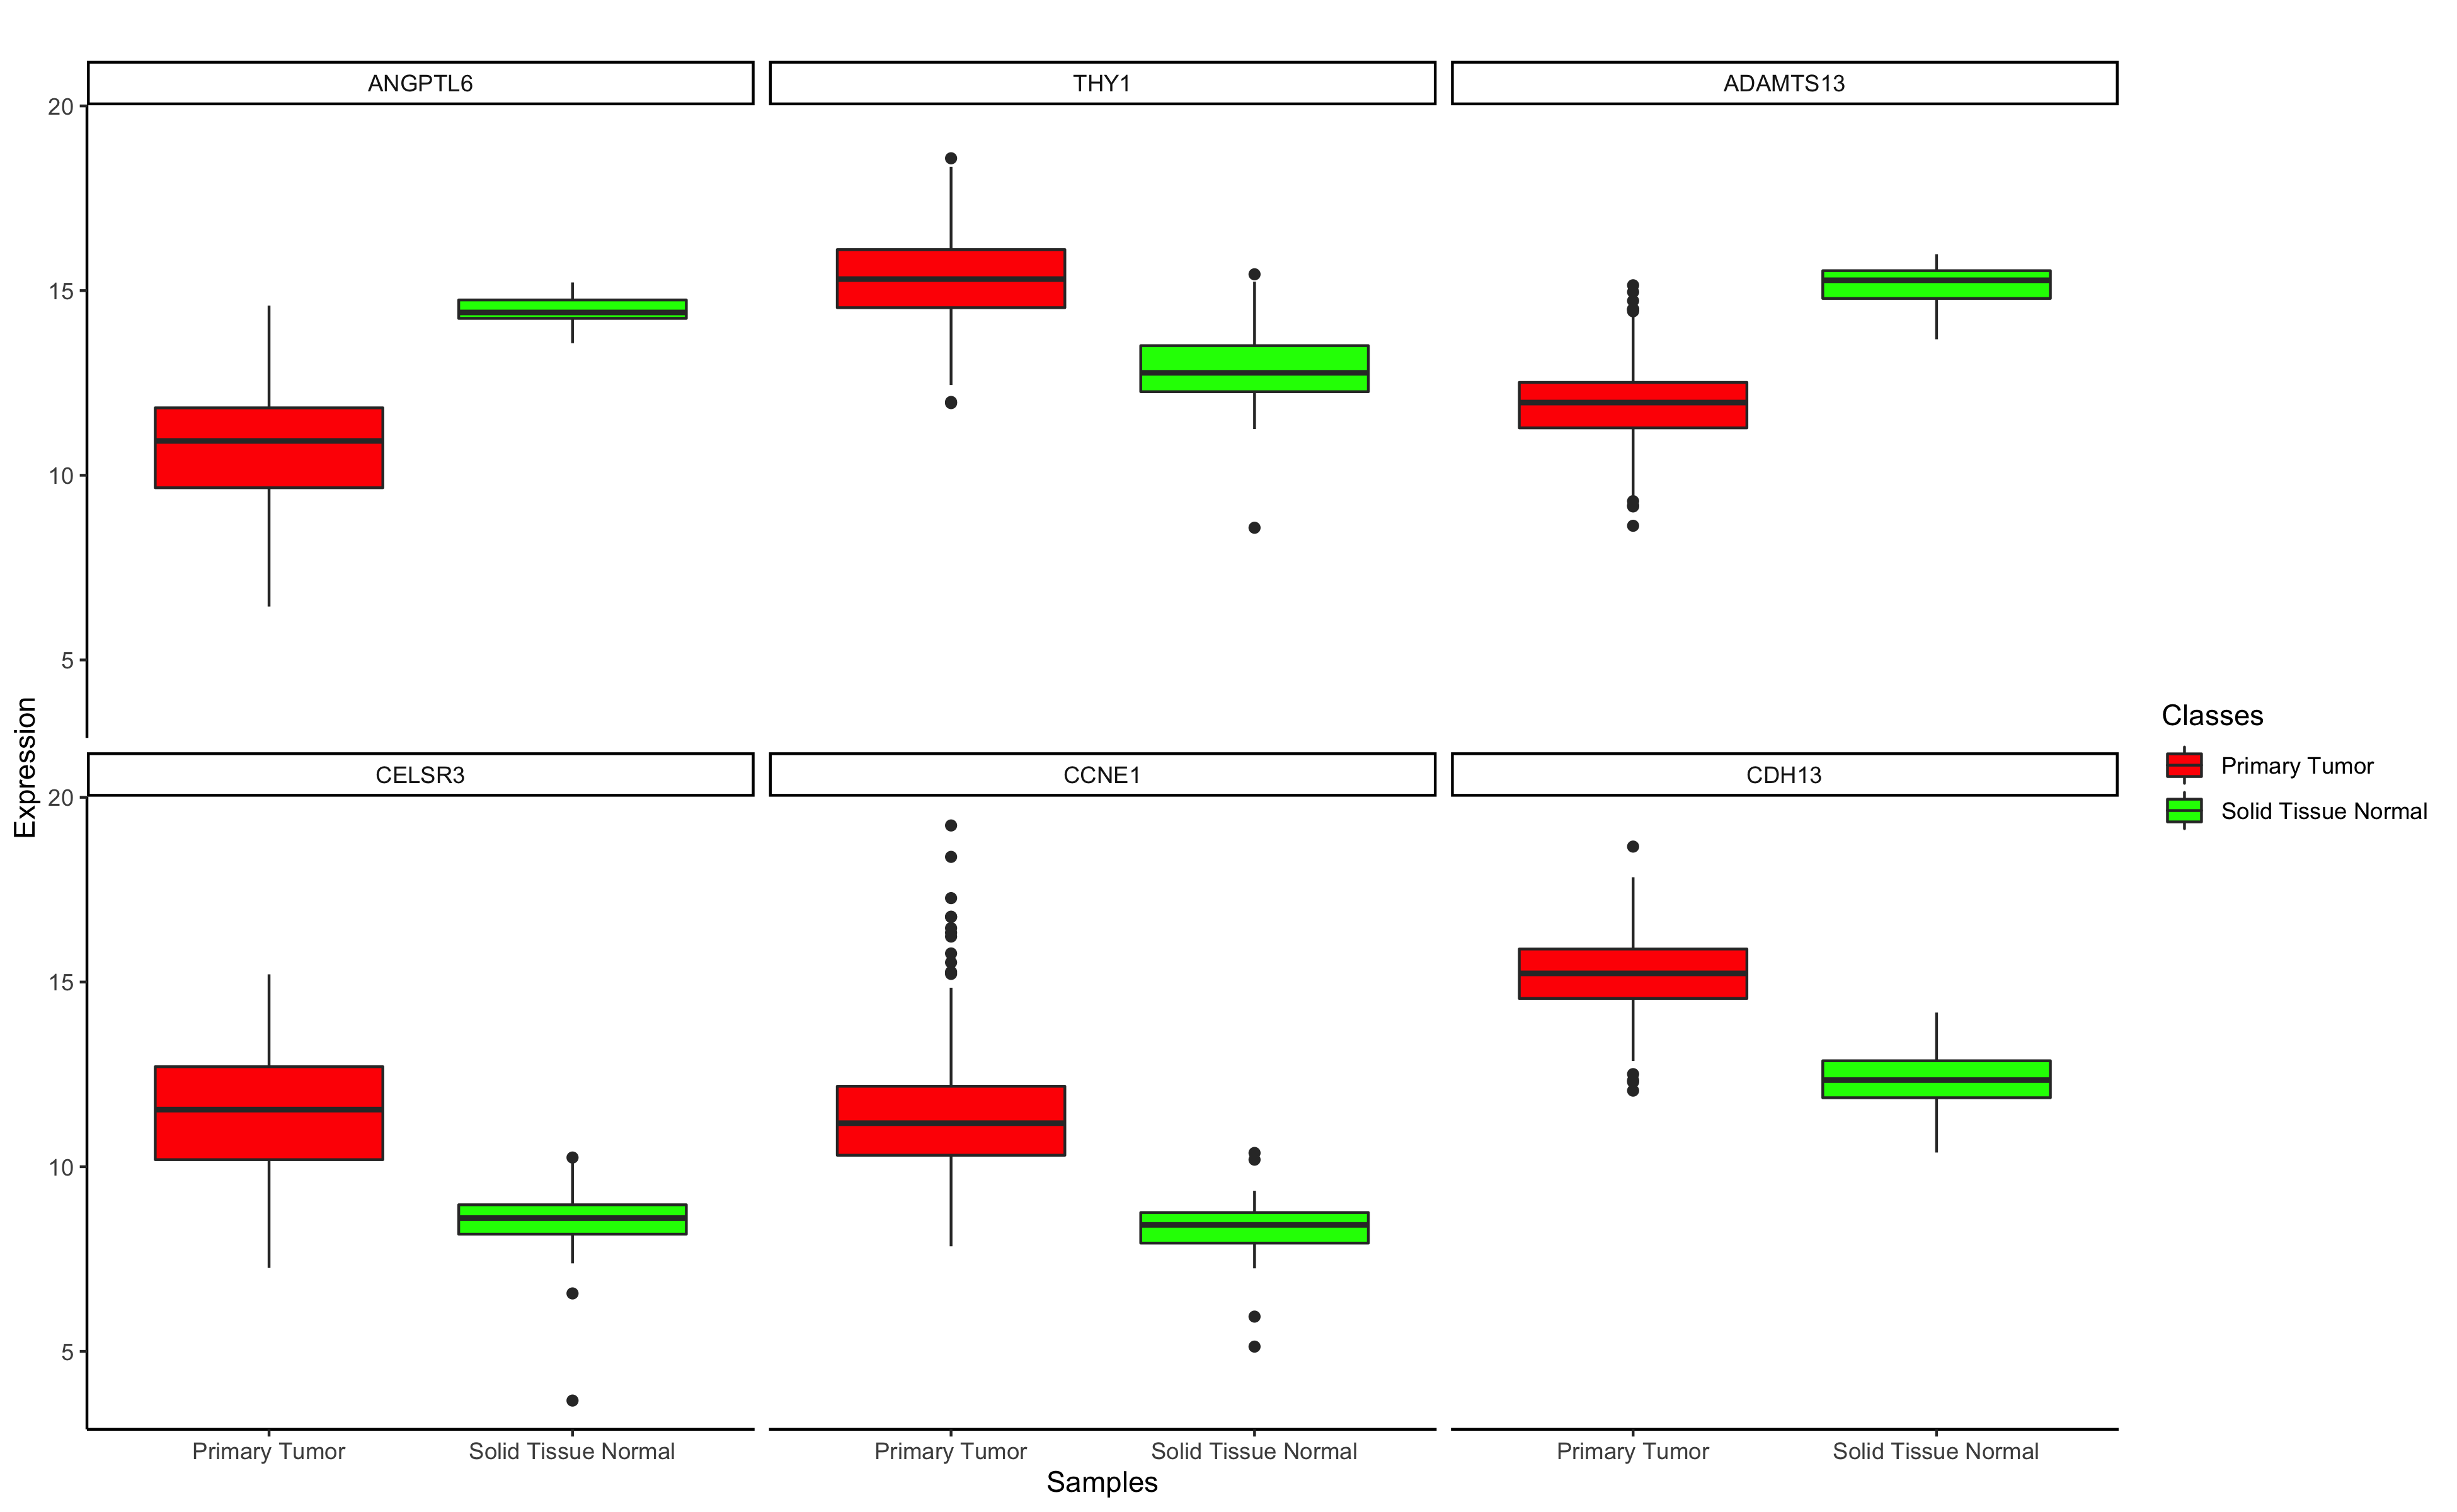 ANGPTL6
THY1
ADAMTS13
20
15
10
5
Expression
CELSR3
CCNE1
CDH13
20
15
10
5
Primary Tumor
Solid Tissue Normal
Primary Tumor
Solid Tissue Normal
Primary Tumor
Solid Tissue Normal
Samples
Classes
Primary Tumor
Solid Tissue Normal